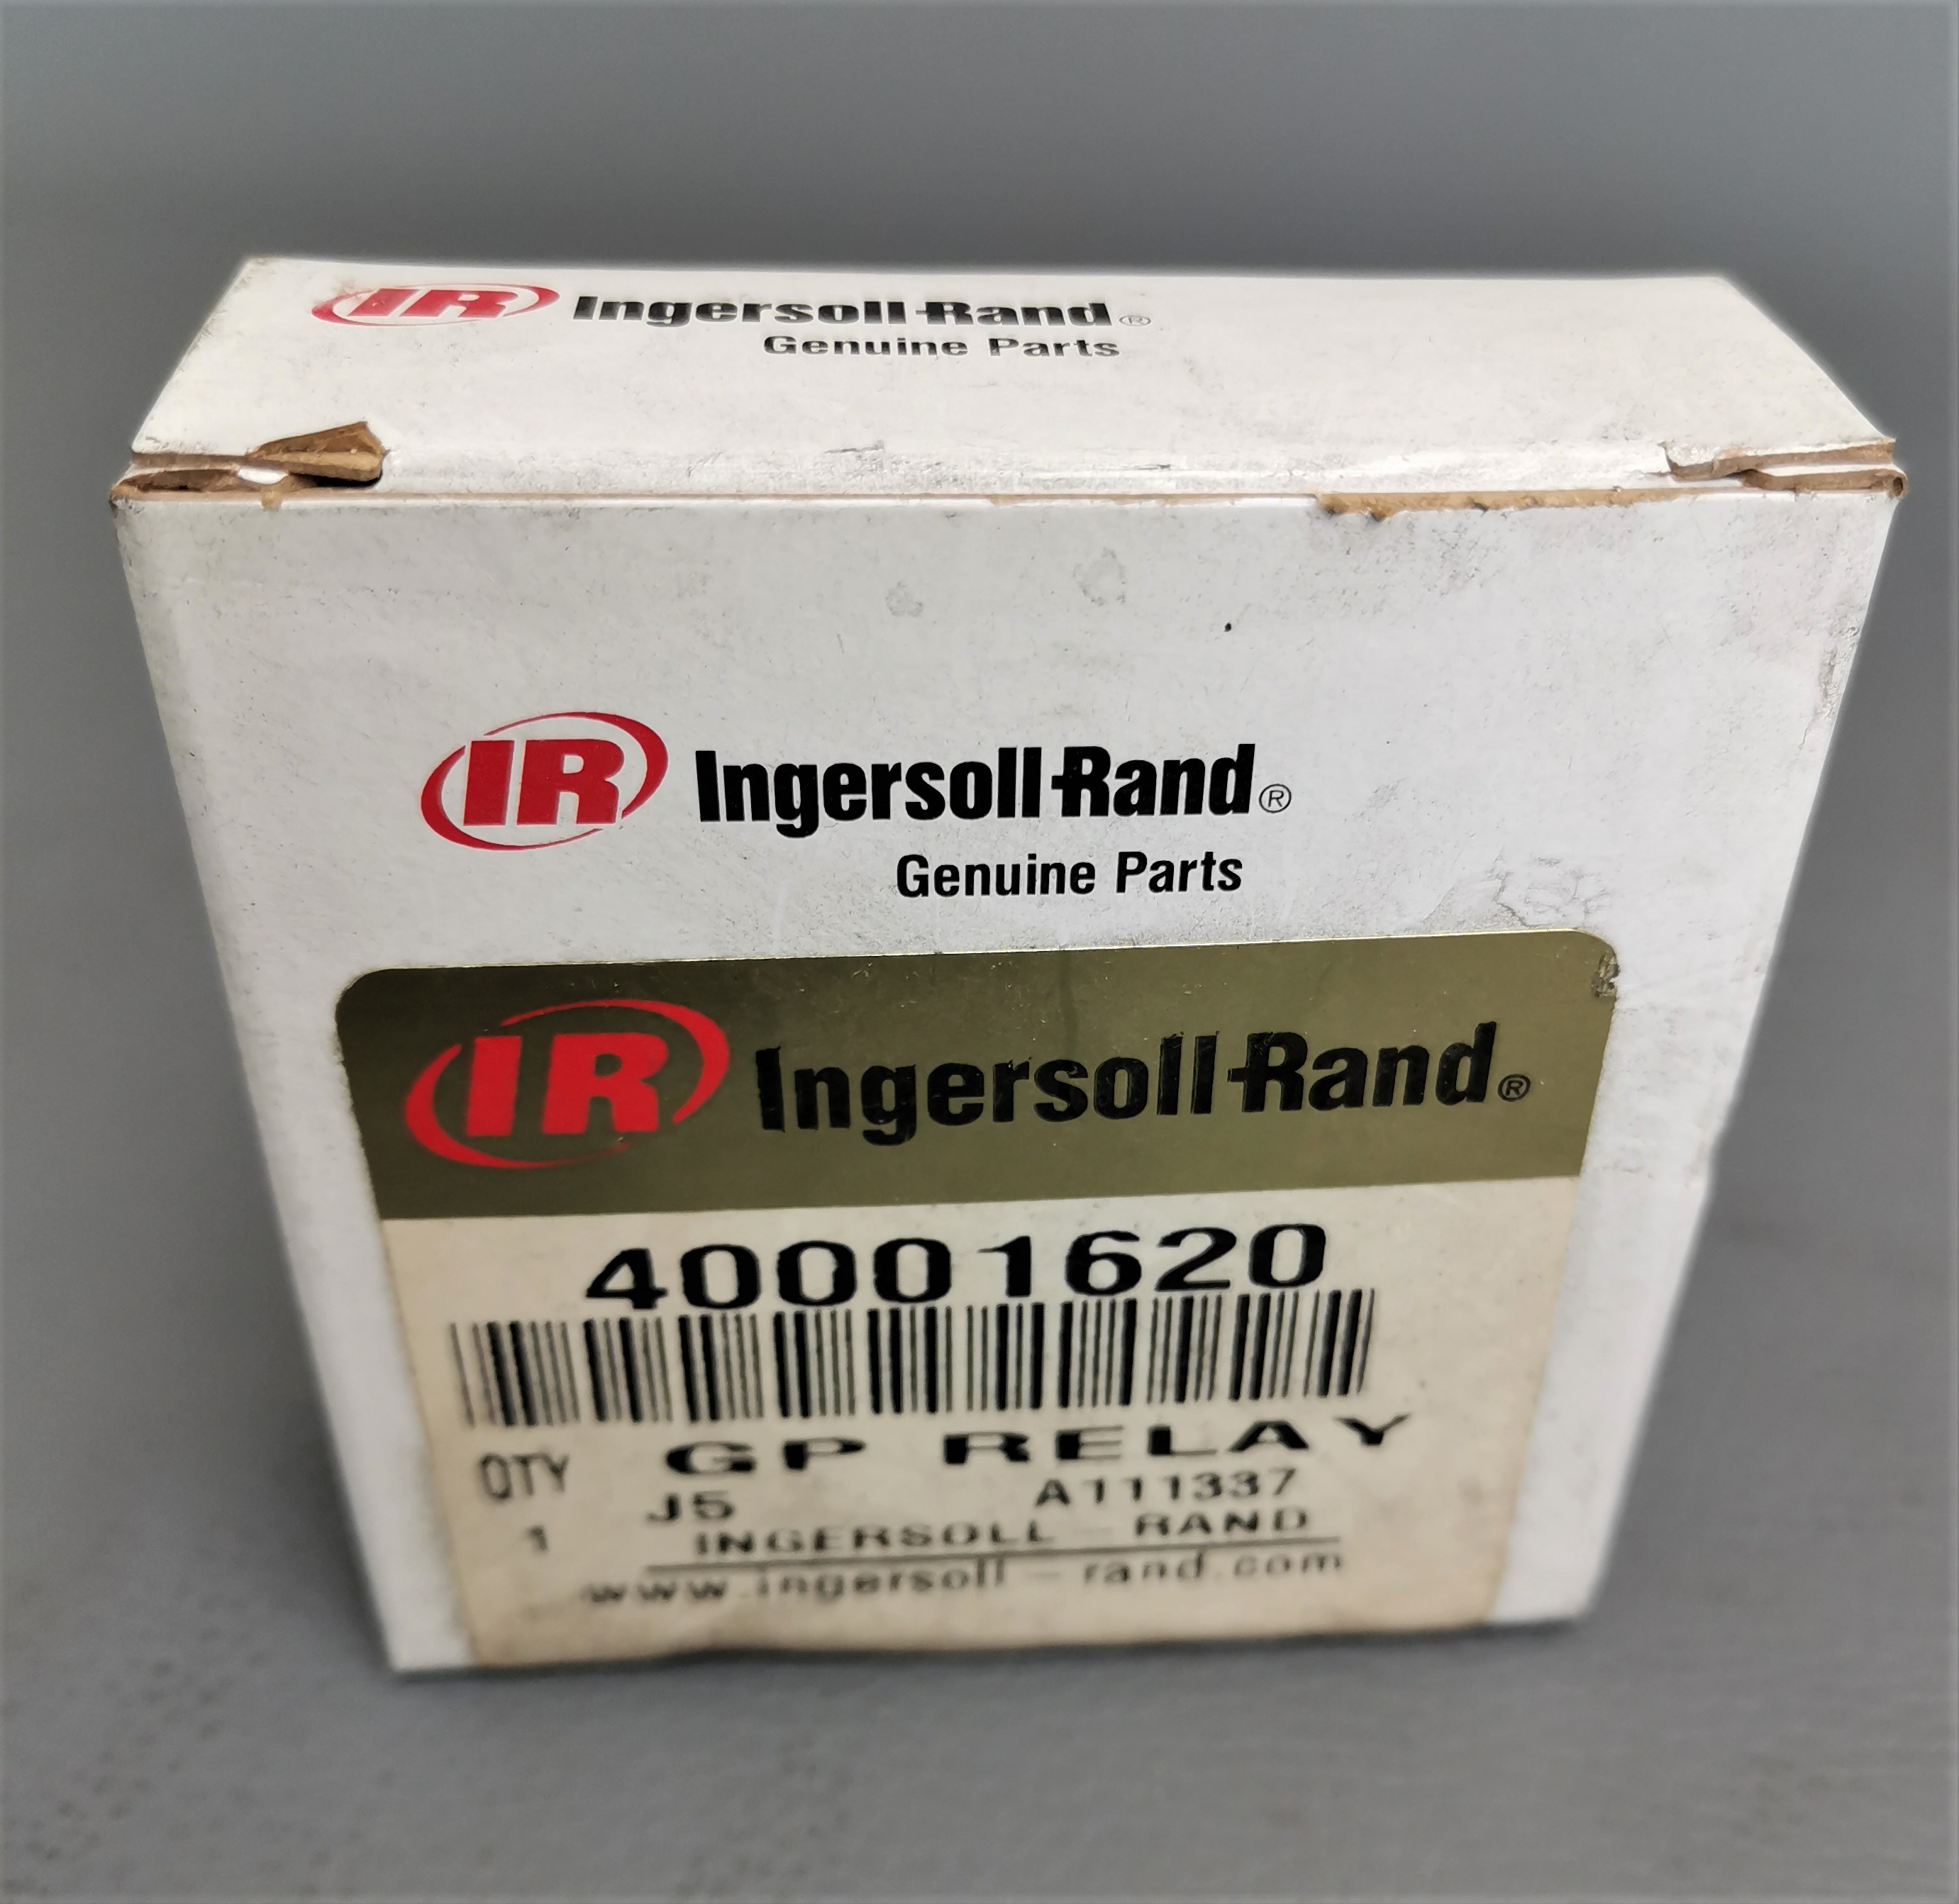 IR Ingersoll-Rand®
Genuine Parts
IR Ingersoll-Rand®
Genuine Parts
IR Ingersoll-Rand®
40001620
QTY GP RELAY
J5 A111337
1 INGERSOLL-RAND
www.ingersoll-rand.com